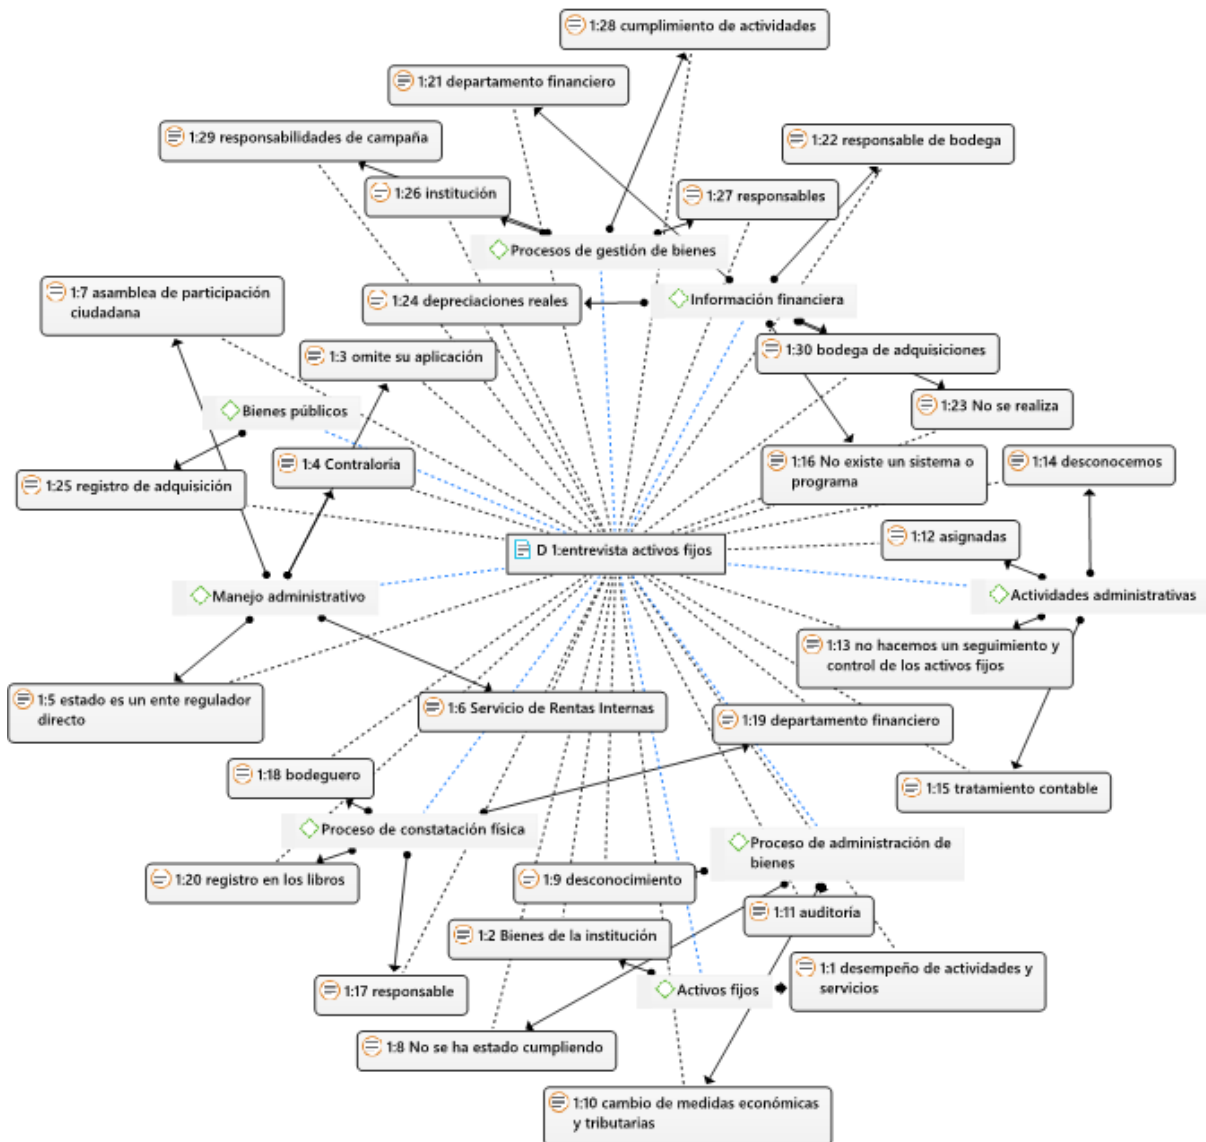 1:28 cumplimiento de actividades
1:21 departamento financiero
1:29 responsabilidades de campaña
1:22 responsable de bodega
1:26 institución
1:27 responsables
Procesos de gestión de bienes
1:7 asamblea de participación
ciudadana
1:24 depreciaciones reales
Información financiera
1:3 omite su aplicación
1:30 bodega de adquisiciones
Bienes públicos
1:23 No se realiza
1:4 Contraloría
1:16 No existe un sistema o
programa
1:14 desconocemos
1:25 registro de adquisición
D 1:entrevista activos fijos
1:12 asignadas
Manejo administrativo
Actividades administrativas
1:13 no hacemos un seguimiento y
control de los activos fijos
1:5 estado es un ente regulador
directo
1:6 Servicio de Rentas Internas
1:19 departamento financiero
1:18 bodeguero
1:15 tratamiento contable
Proceso de constatación física
Proceso de administración de
bienes
1:20 registro en los libros
1:9 desconocimiento
1:11 auditoría
1:2 Bienes de la institución
1:1 desempeño de actividades y
servicios
1:17 responsable
Activos fijos
1:8 No se ha estado cumpliendo
1:10 cambio de medidas económicas
y tributarias